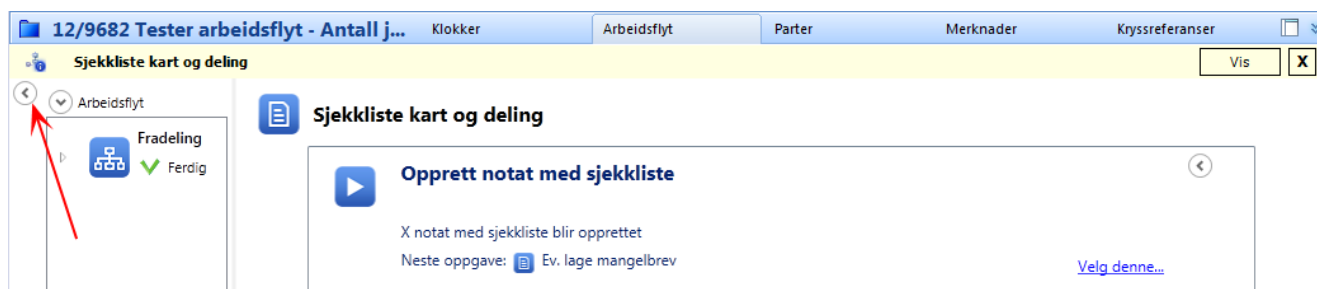 12/9682 Tester arbeidsflyt - Antall j... Klokker Arbeidsflyt Parter Merknader Kryssreferanser
Sjekkliste kart og deling Vis X
Arbeidsflyt
Fradeling
Ferdig
Sjekkliste kart og deling
Opprett notat med sjekkliste
X notat med sjekkliste blir opprettet
Neste oppgave: Ev. lage mangelbrev
Velg denne...